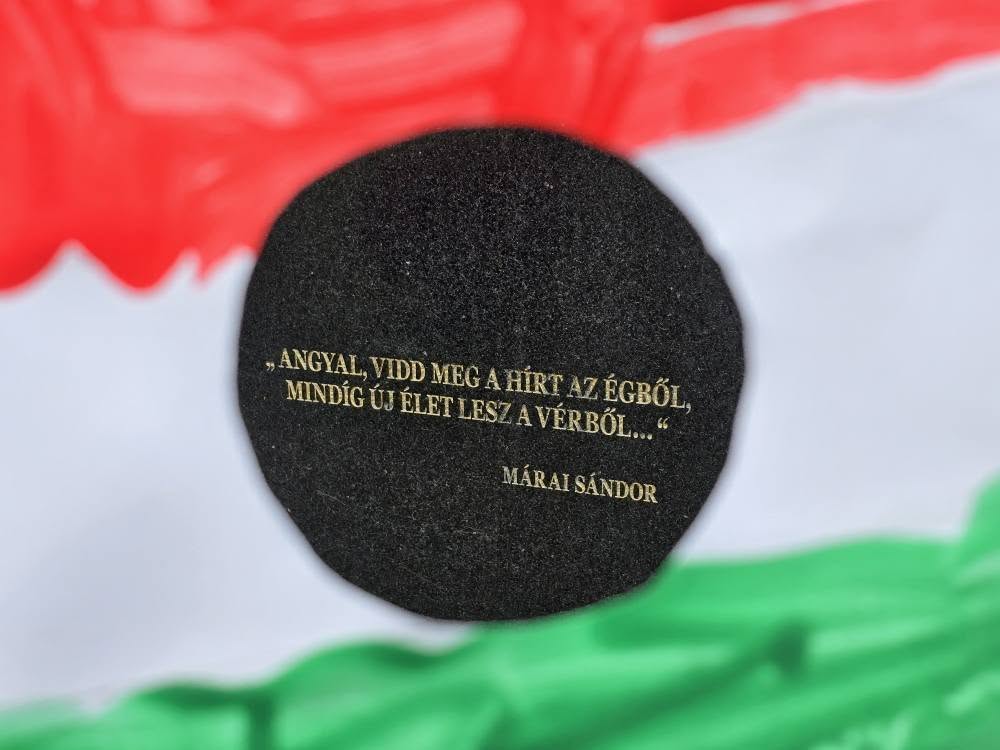 „ANGYAL, VIDD MEG A HÍRT AZ ÉGBŐL,
MINDÍG ÚJ ÉLET LESZ A VÉRBŐL...“
MÁRAI SÁNDOR